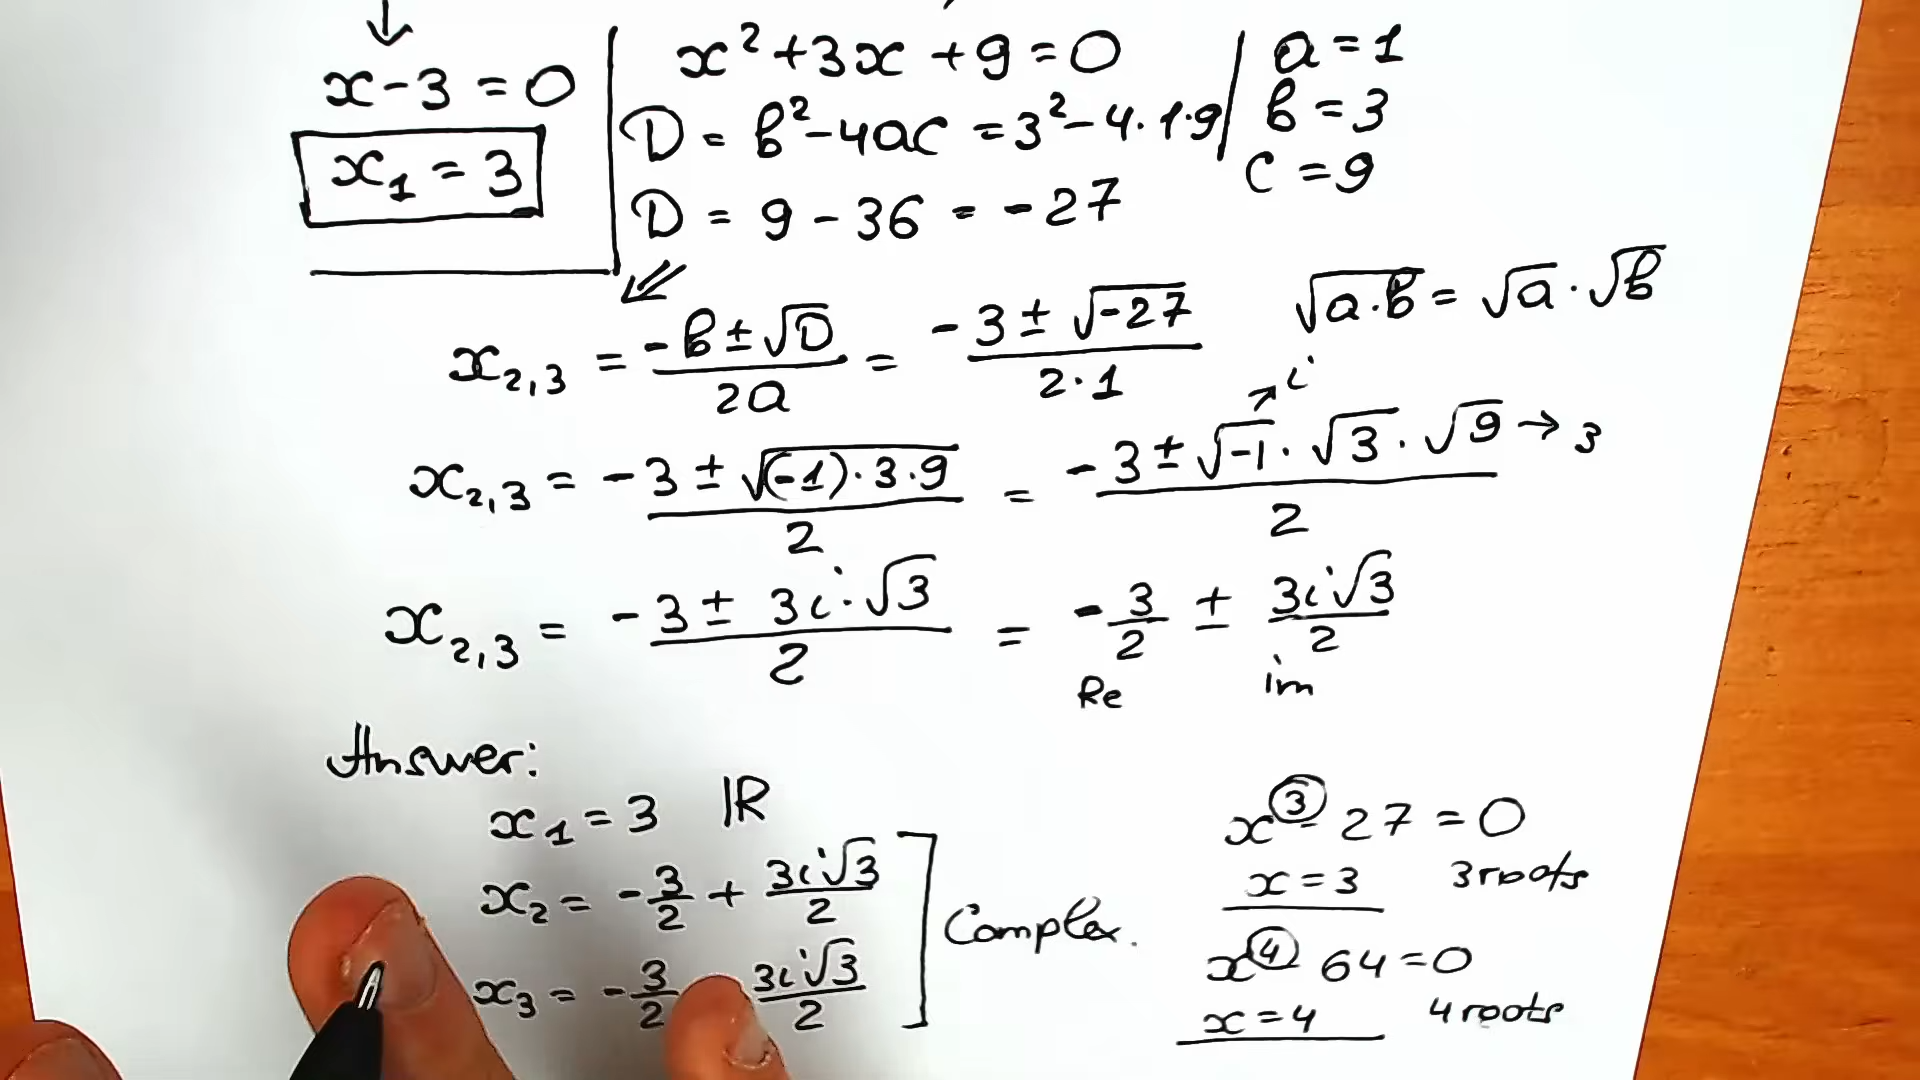 x - 3 = 0
x₁ = 3
x² + 3x + 9 = 0
D = b² - 4ac = 3² - 4·1·9
D = 9 - 36 = -27
a = 1
b = 3
c = 9
x₂,₃ = (-b ± √D)/2a = (-3 ± √-27)/(2·1)
√(a·b) = √a · √b
x₂,₃ = (-3 ± √((-1)·3·9))/2 = (-3 ± √-1 · √3 · √9)/2 → 3
↗ i
x₂,₃ = (-3 ± 3i·√3)/2 = -3/2 ± 3i√3/2
Re im
Answer:
x₁ = 3 ℝ
x₂ = -3/2 + 3i√3/2
x₃ = -3/2 3i√3/2
Complex.
x³ - 27 = 0
x = 3 3 roots
x⁴ - 64 = 0
x = 4 4 roots